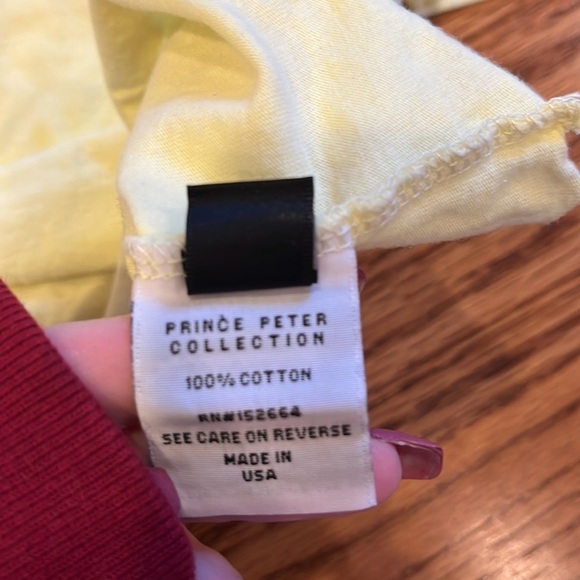 PRINCE PETER
COLLECTION
100% COTTON
RN#152664
SEE CARE ON REVERSE
MADE IN
USA